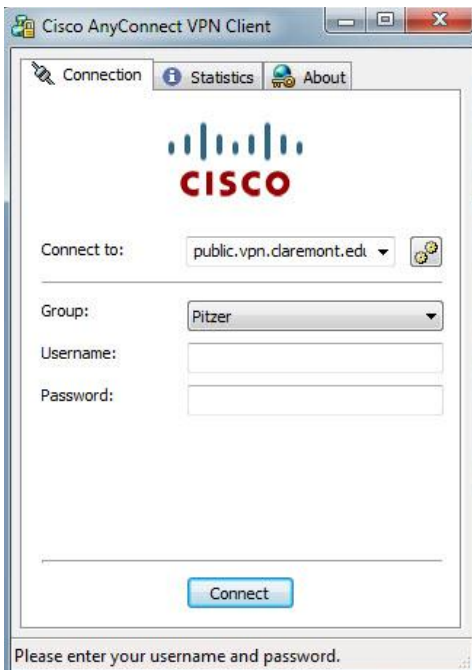 Cisco AnyConnect VPN Client
Connection Statistics About
CISCO
Connect to: public.vpn.claremont.edu
Group: Pitzer
Username:
Password:
Connect
Please enter your username and password.